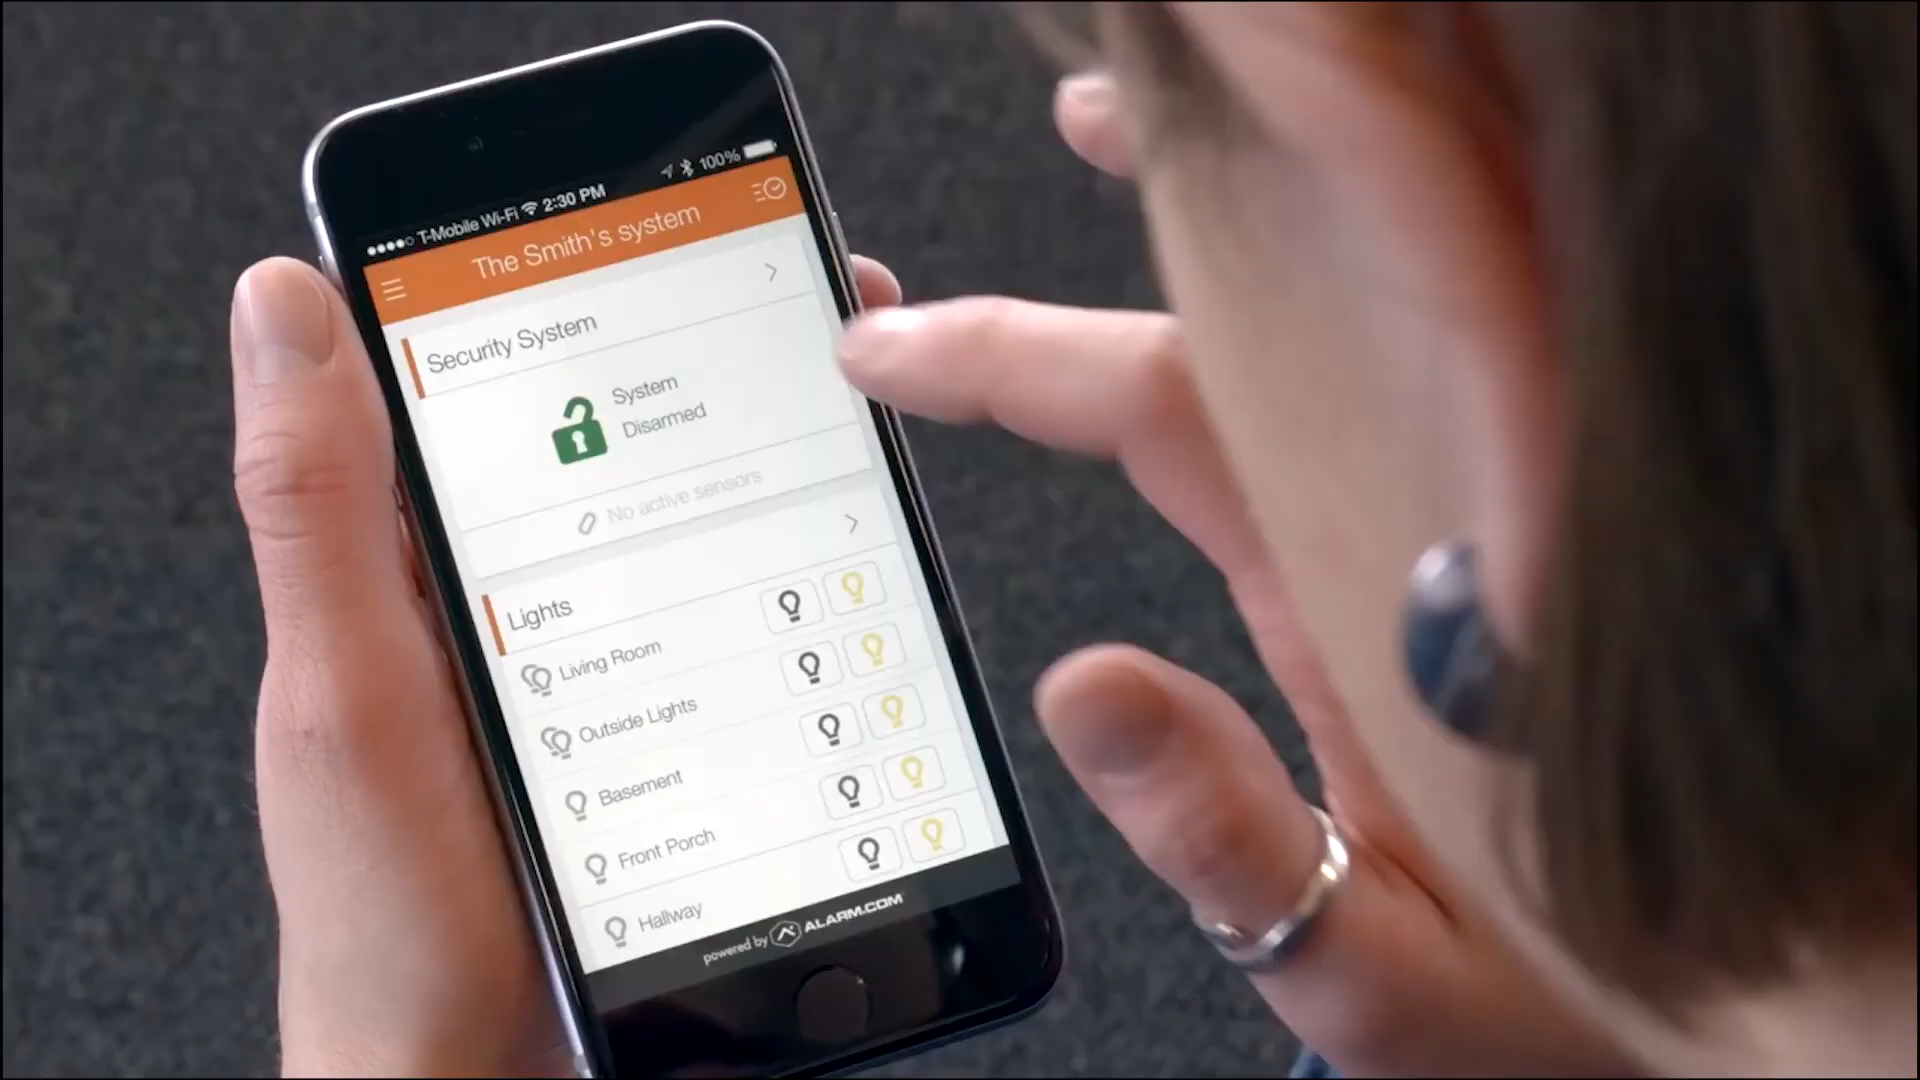 T-Mobile Wi-Fi 2:30 PM 100%
The Smith's system
Security System
System
Disarmed
No active sensors
Lights
Living Room
Outside Lights
Basement
Front Porch
Hallway
powered by ALARM.COM